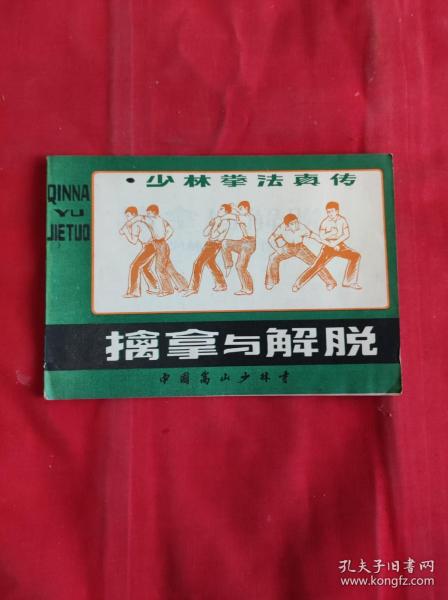 QINNA
YU
JIETUO
·少林拳法真传
擒拿与解脱
中国嵩山少林寺
孔夫子旧书网
www.kongfz.com